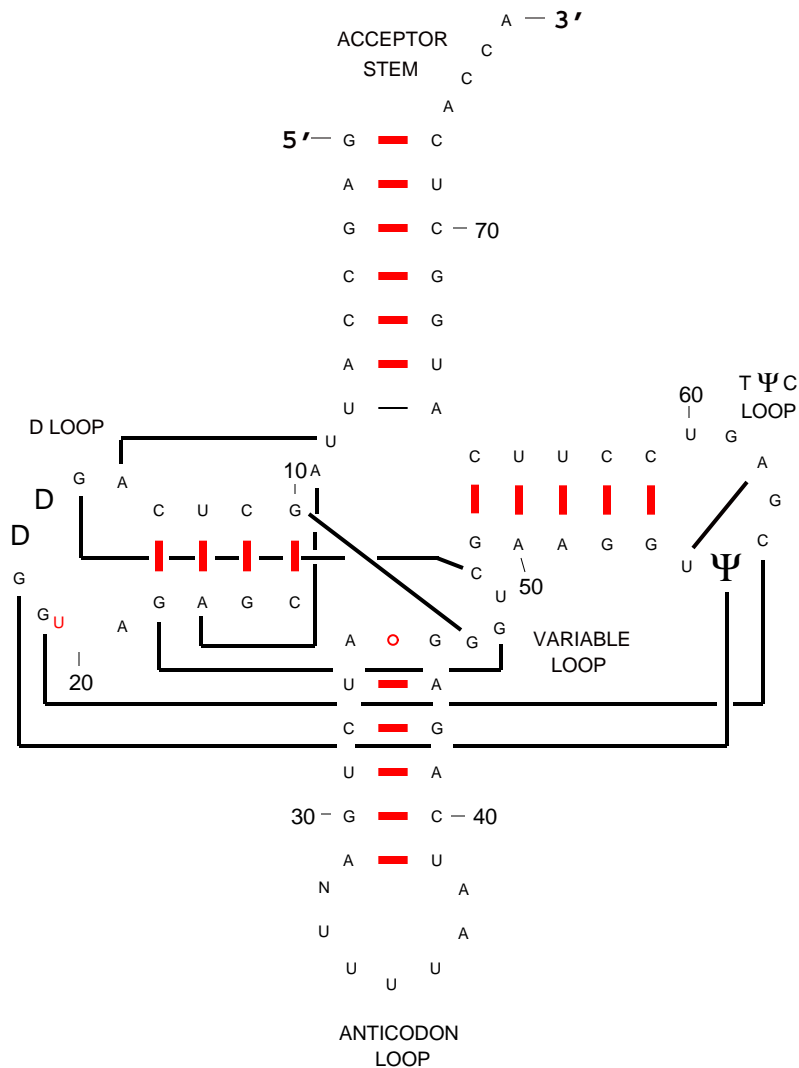 A 3′
ACCEPTOR C
STEM C
A
5′ G C
A U
G C 70
C G
C G
A U
U A
60 T Ψ C
LOOP
D LOOP U U G
C U U C C A
G A 10 A G
D C U C G
D G A A G G U Ψ C
G C 50
G U A G A G C U
20 A G G G VARIABLE
LOOP
U A
C G
U A
30 G C 40
A U
N A
U A
U U U
ANTICODON
LOOP